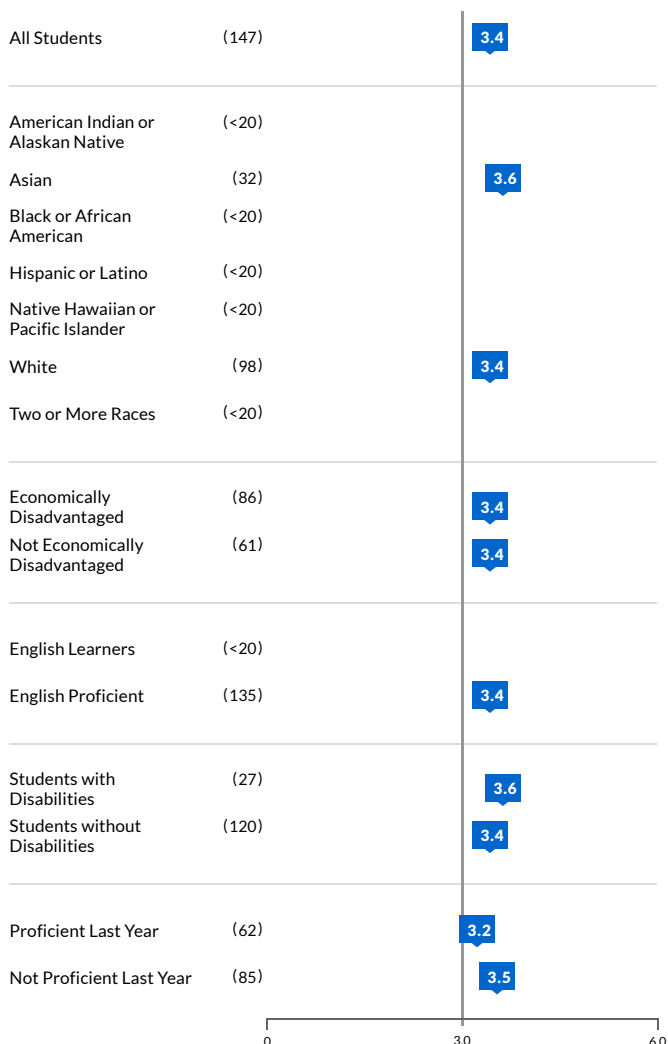 All Students (147) 3.4
American Indian or (<20)
Alaskan Native
Asian (32) 3.6
Black or African (<20)
American
Hispanic or Latino (<20)
Native Hawaiian or (<20)
Pacific Islander
White (98) 3.4
Two or More Races (<20)
Economically (86) 3.4
Disadvantaged
Not Economically (61) 3.4
Disadvantaged
English Learners (<20)
English Proficient (135) 3.4
Students with (27) 3.6
Disabilities
Students without (120) 3.4
Disabilities
Proficient Last Year (62) 3.2
Not Proficient Last Year (85) 3.5
0 3.0 6.0